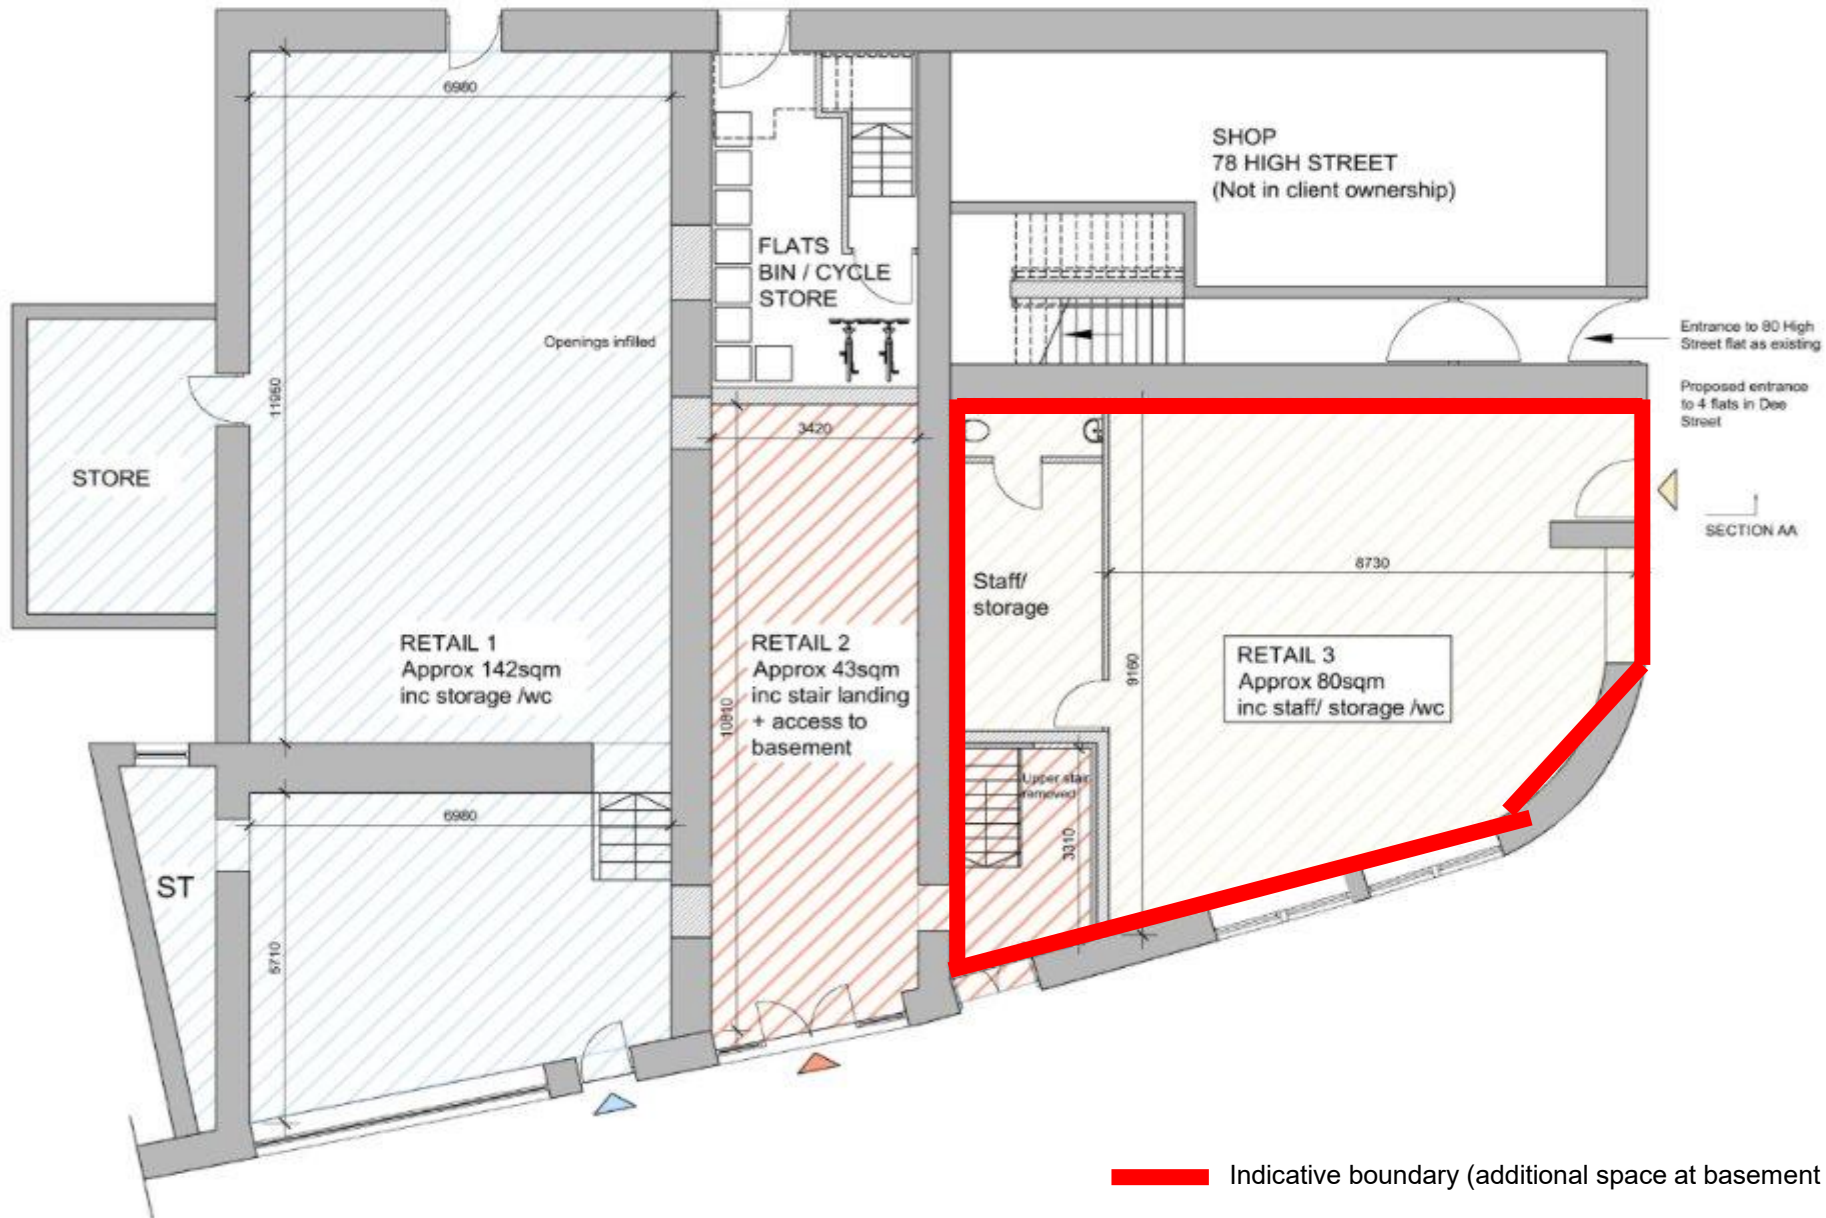 6980
SHOP
78 HIGH STREET
(Not in client ownership)
FLATS
BIN / CYCLE
STORE
Openings infilled
Entrance to 80 High
Street flat as existing
Proposed entrance
to 4 flats in Dee
Street
11960
3420
STORE
SECTION AA
8730
Staff/
storage
RETAIL 1
Approx 142sqm
inc storage /wc
RETAIL 2
Approx 43sqm
inc stair landing
+ access to
basement
10810
9160
RETAIL 3
Approx 80sqm
inc staff/ storage /wc
Upper stair
removed
6980
3310
ST
5710
Indicative boundary (additional space at basement